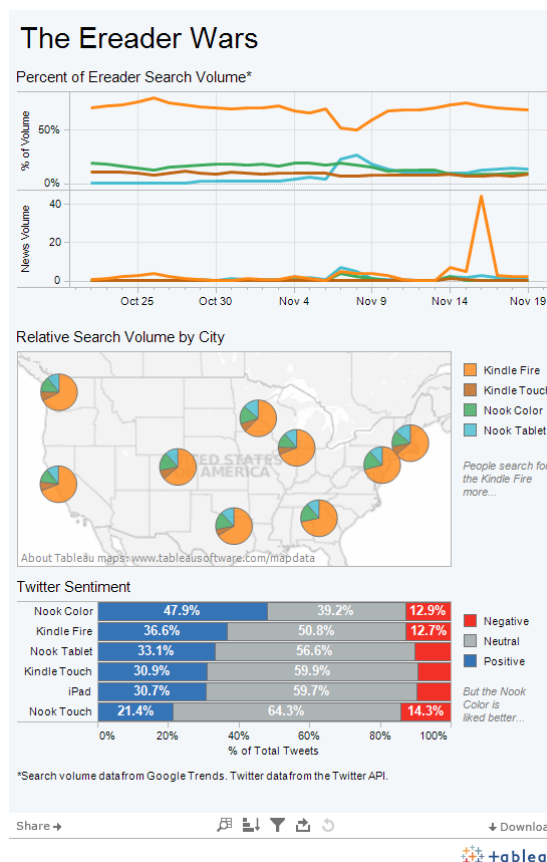 The Ereader Wars
Percent of Ereader Search Volume*
% of Volume
50%
0%
News Volume
40
20
0
Oct 25 Oct 30 Nov 4 Nov 9 Nov 14 Nov 19
Relative Search Volume by City
UNITED STATES
AMERICA
About Tableau maps: www.tableausoftware.com/mapdata
Kindle Fire
Kindle Touch
Nook Color
Nook Tablet
People search for
the Kindle Fire
more...
Twitter Sentiment
Nook Color 47.9% 39.2% 12.9%
Kindle Fire 36.6% 50.8% 12.7%
Nook Tablet 33.1% 56.6%
Kindle Touch 30.9% 59.9%
iPad 30.7% 59.7%
Nook Touch 21.4% 64.3% 14.3%
0% 20% 40% 60% 80% 100%
% of Total Tweets
Negative
Neutral
Positive
But the Nook
Color is
liked better...
*Search volume data from Google Trends. Twitter data from the Twitter API.
Share
Downloa
+ablea